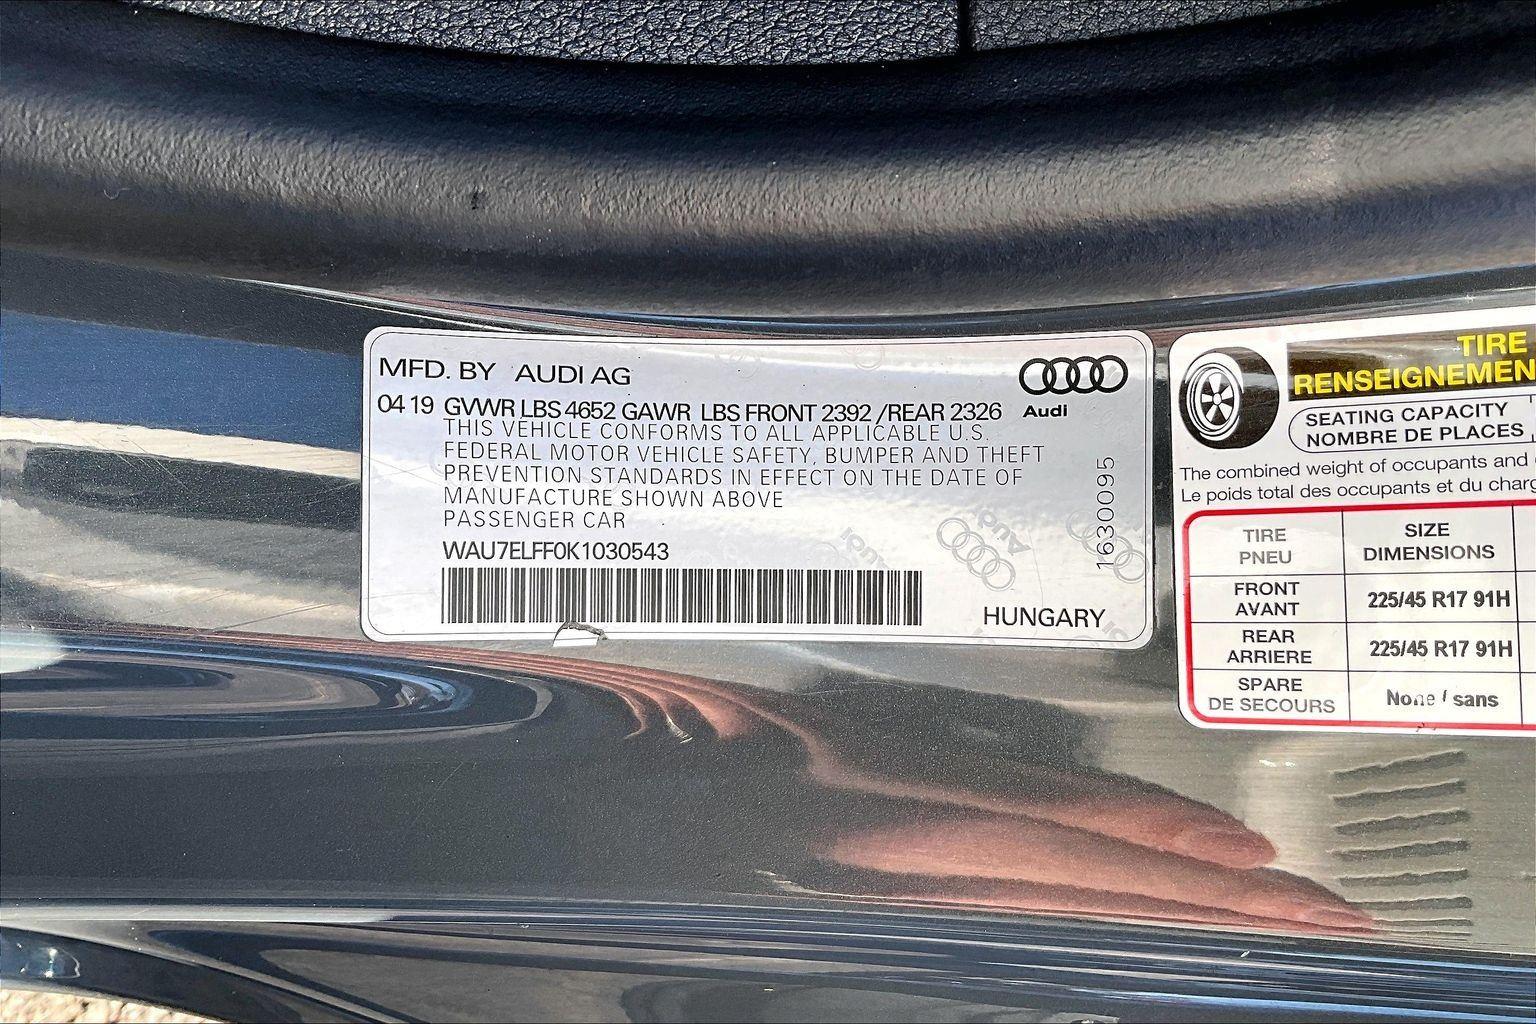 MFD. BY AUDI AG
Audi
04 19 GVWR LBS 4652 GAWR LBS FRONT 2392 /REAR 2326
THIS VEHICLE CONFORMS TO ALL APPLICABLE U.S.
FEDERAL MOTOR VEHICLE SAFETY, BUMPER AND THEFT
PREVENTION STANDARDS IN EFFECT ON THE DATE OF
MANUFACTURE SHOWN ABOVE
PASSENGER CAR
WAU7ELFF0K1030543
HUNGARY
1630095
TIRE
RENSEIGNEMEN
SEATING CAPACITY
NOMBRE DE PLACES
The combined weight of occupants and
Le poids total des occupants et du charg
TIRE
PNEU
SIZE
DIMENSIONS
FRONT
AVANT
225/45 R17 91H
REAR
ARRIERE
225/45 R17 91H
SPARE
DE SECOURS
None / sans